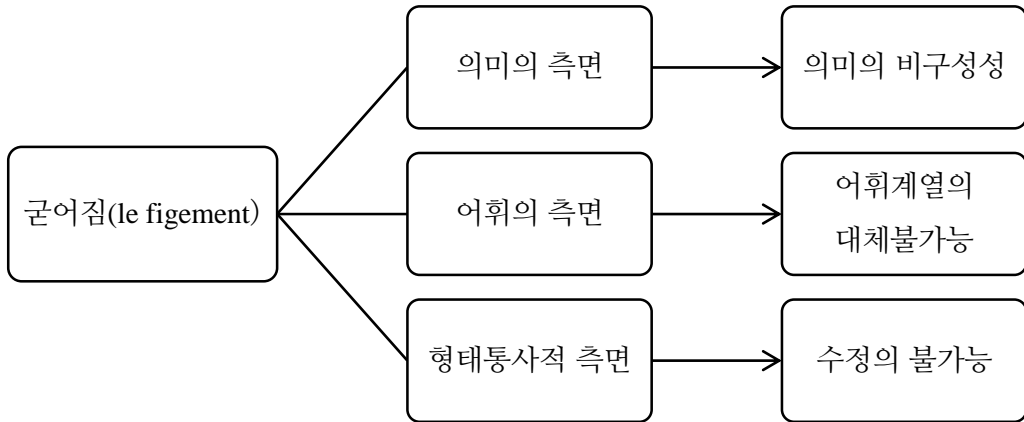 굳어짐(le figement)
의미의 측면
의미의 비구성성
어휘의 측면
어휘계열의
대체불가능
형태통사적 측면
수정의 불가능